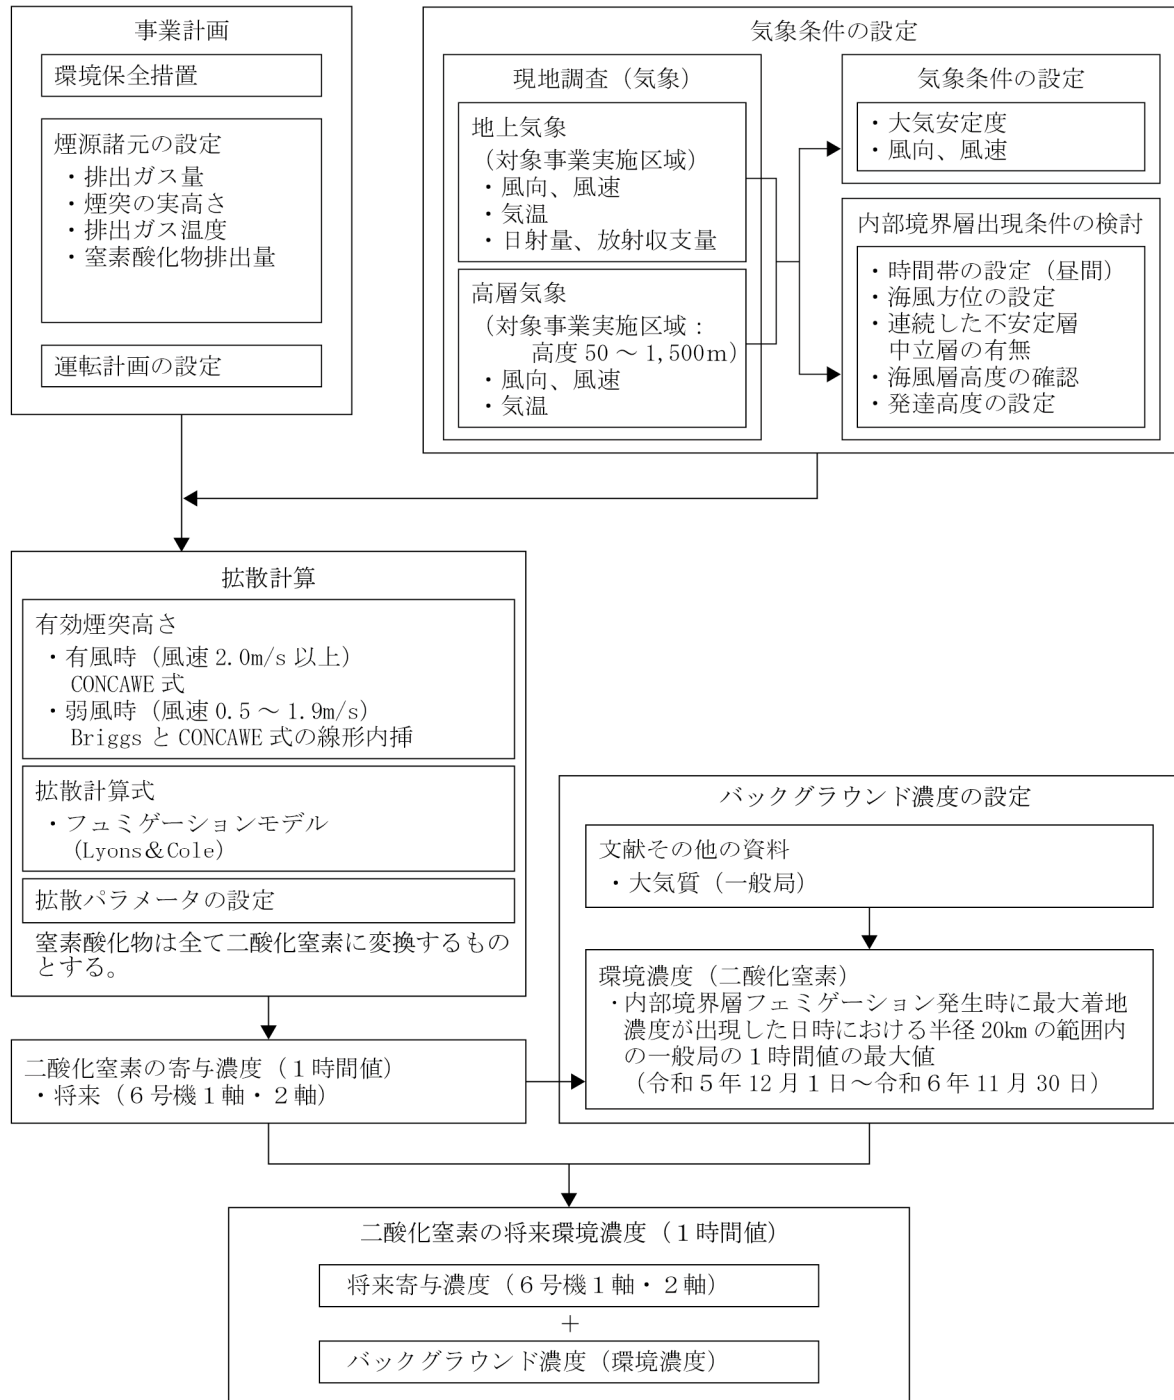 事業計画
環境保全措置
煙源諸元の設定
・排出ガス量
・煙突の実高さ
・排出ガス温度
・窒素酸化物排出量
運転計画の設定
気象条件の設定
現地調査（気象）
地上気象
（対象事業実施区域）
・風向、風速
・気温
・日射量、放射収支量
高層気象
（対象事業実施区域：
高度 50 ～ 1,500m）
・風向、風速
・気温
気象条件の設定
・大気安定度
・風向、風速
内部境界層出現条件の検討
・時間帯の設定（昼間）
・海風方位の設定
・連続した不安定層
中立層の有無
・海風層高度の確認
・発達高度の設定
拡散計算
有効煙突高さ
・有風時（風速 2.0m/s 以上）
CONCAWE 式
・弱風時（風速 0.5 ～ 1.9m/s）
Briggs と CONCAWE 式の線形内挿
拡散計算式
・フュミゲーションモデル
（Lyons＆Cole）
拡散パラメータの設定
窒素酸化物は全て二酸化窒素に変換するもの
とする。
二酸化窒素の寄与濃度（１時間値）
・将来（６号機１軸・２軸）
バックグラウンド濃度の設定
文献その他の資料
・大気質（一般局）
環境濃度（二酸化窒素）
・内部境界層フェミゲーション発生時に最大着地
濃度が出現した日時における半径 20km の範囲内
の一般局の１時間値の最大値
（令和５年 12 月１日～令和６年 11 月 30 日）
二酸化窒素の将来環境濃度（１時間値）
将来寄与濃度（６号機１軸・２軸）
＋
バックグラウンド濃度（環境濃度）